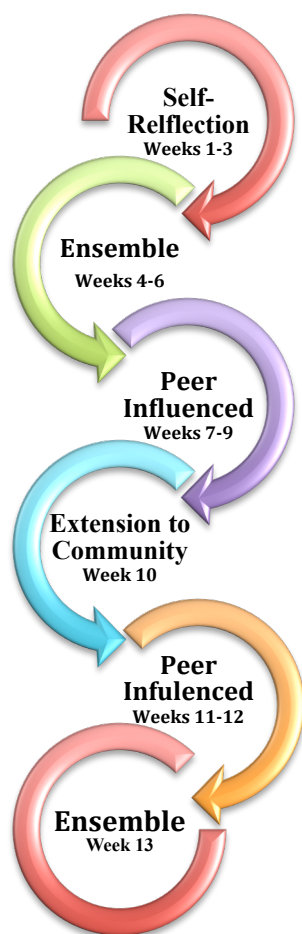 Self-
Relflection
Weeks 1-3
Ensemble
Weeks 4-6
Peer
Influenced
Weeks 7-9
Extension to
Community
Week 10
Peer
Infulenced
Weeks 11-12
Ensemble
Week 13